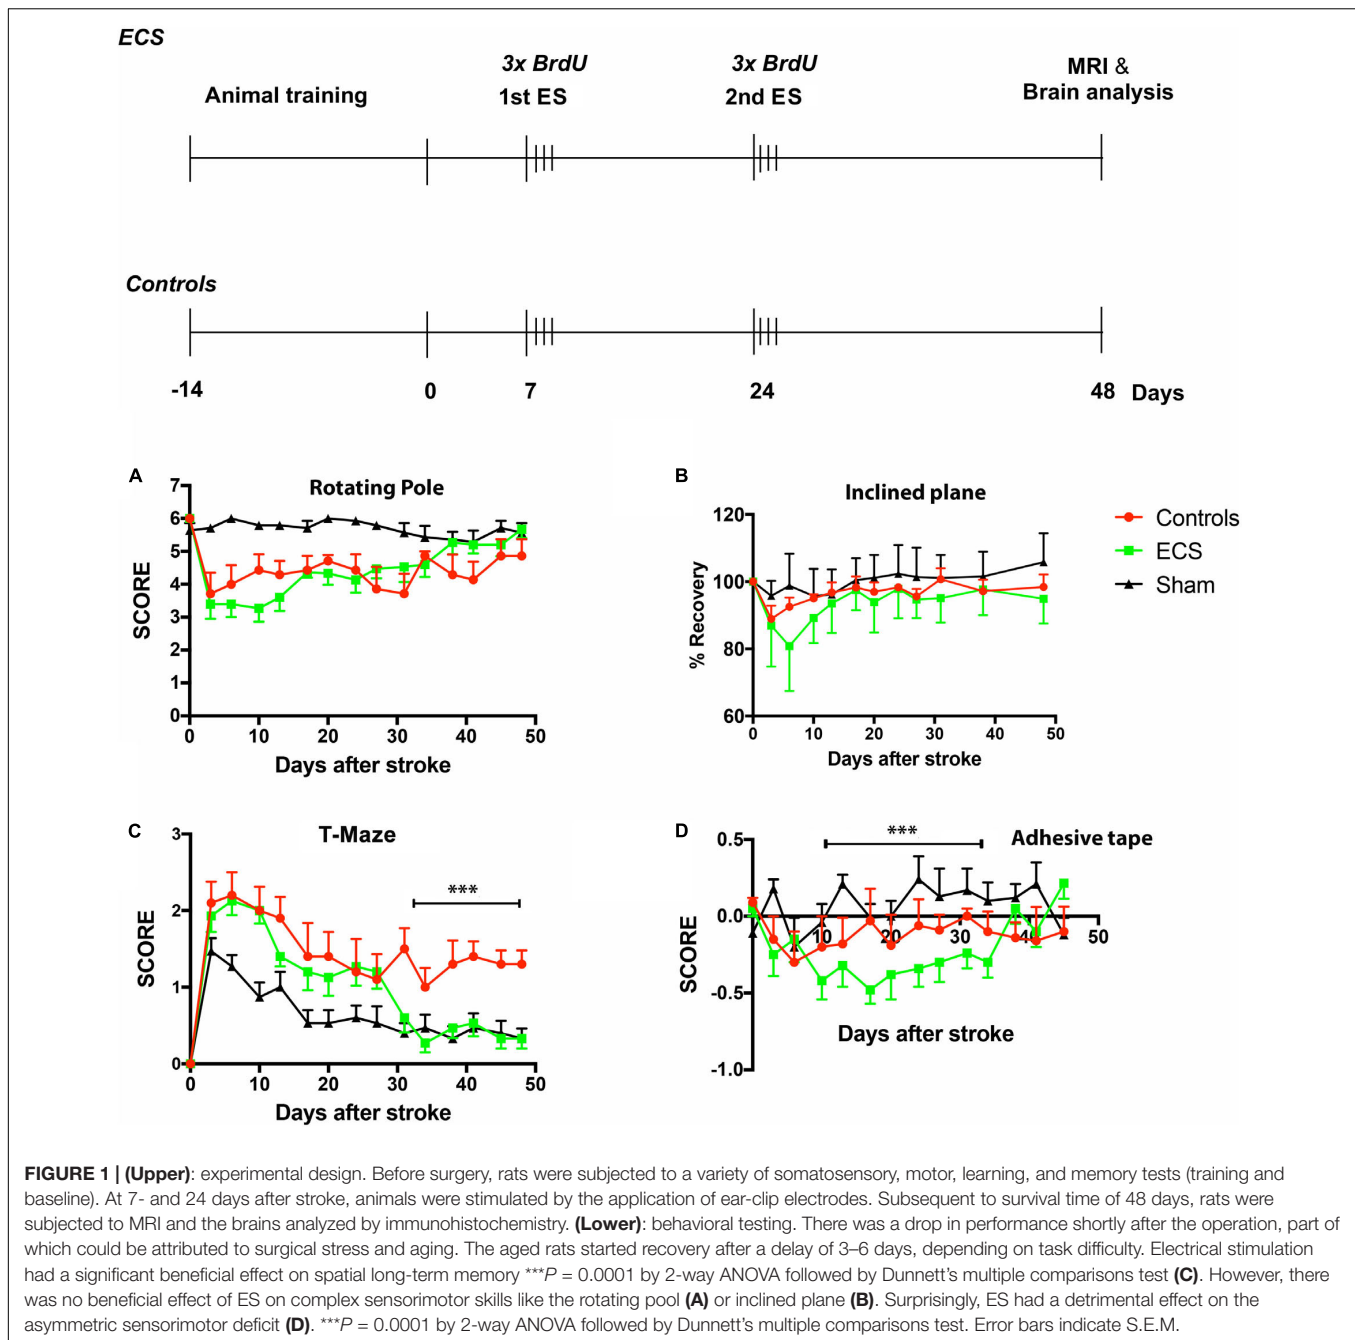 ECS
3x BrdU 3x BrdU MRI &
Animal training 1st ES 2nd ES Brain analysis
Controls
-14 0 7 24 48 Days
A
Rotating Pole
SCORE
7
6
5
4
3
2
1
0
0 10 20 30 40 50
Days after stroke
B
Inclined plane
% Recovery
120
100
80
60
0 10 20 30 40 50
Days after stroke
Controls
ECS
Sham
C
T-Maze
***
SCORE
3
2
1
0
0 10 20 30 40 50
Days after stroke
D
***
Adhesive tape
SCORE
0.5
0.0
-0.5
-1.0
10 20 30 40 50
Days after stroke
FIGURE 1 | (Upper): experimental design. Before surgery, rats were subjected to a variety of somatosensory, motor, learning, and memory tests (training and
baseline). At 7- and 24 days after stroke, animals were stimulated by the application of ear-clip electrodes. Subsequent to survival time of 48 days, rats were
subjected to MRI and the brains analyzed by immunohistochemistry. (Lower): behavioral testing. There was a drop in performance shortly after the operation, part of
which could be attributed to surgical stress and aging. The aged rats started recovery after a delay of 3–6 days, depending on task difficulty. Electrical stimulation
had a significant beneficial effect on spatial long-term memory ***P = 0.0001 by 2-way ANOVA followed by Dunnett's multiple comparisons test (C). However, there
was no beneficial effect of ES on complex sensorimotor skills like the rotating pool (A) or inclined plane (B). Surprisingly, ES had a detrimental effect on the
asymmetric sensorimotor deficit (D). ***P = 0.0001 by 2-way ANOVA followed by Dunnett's multiple comparisons test. Error bars indicate S.E.M.